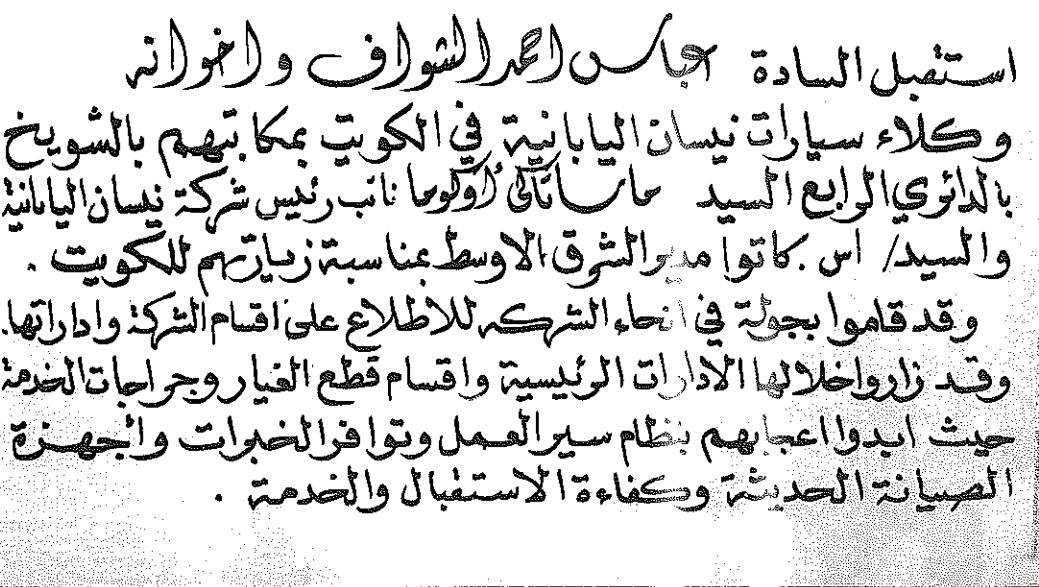 استقبل السادة عباس احمد الشواف واخوانه
وكلاء سيارات نيسان اليابانية في الكويت بمكاتبهم بالشويخ
بالدائري الرابع السيد ماساتاكي أوكوما نائب رئيس شركة نيسان اليابانية
والسيد/ اس . كاتوا مدير الشرق الاوسط بمناسبة زيارتهم للكويت .
وقد قاموا بجولة في انحاء الشركه للاطلاع على اقسام الشركة واداراتها.
وقد زاروا خلالها الادارات الرئيسية واقسام قطع الغيار وجراجات الخدمة
حيث ابدوا اعجابهم بنظام سير العمل وتوافر الخبرات وأجهزة
الصيانة الحديثة وكفاءة الاستقبال والخدمة .